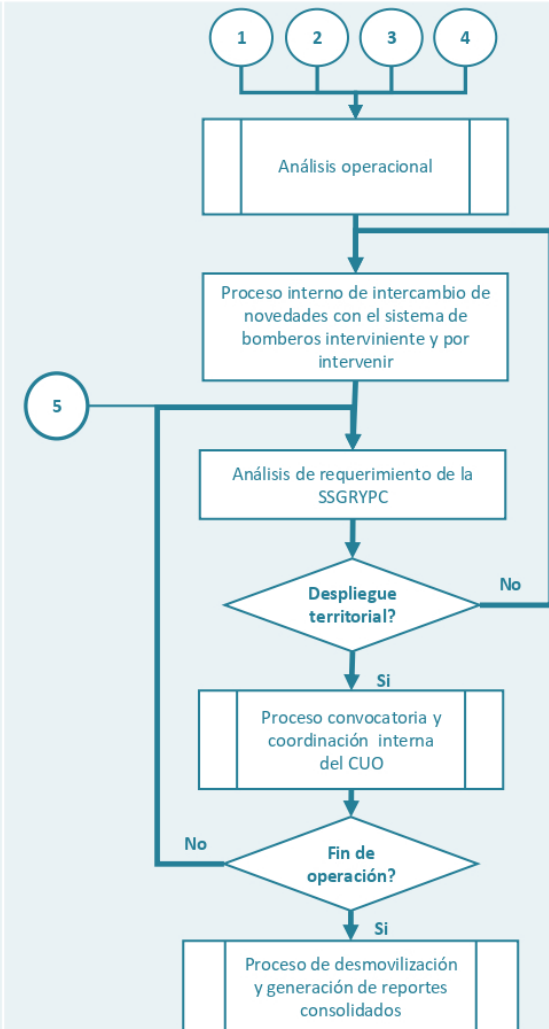 1
2
3
4
Análisis operacional
Proceso interno de intercambio de
novedades con el sistema de
bomberos interviniente y por
intervenir
5
Análisis de requerimiento de la
SSGRYPC
Despliegue
territorial?
No
Si
Proceso convocatoria y
coordinación interna
del CUO
No
Fin de
operación?
Si
Proceso de desmovilización
y generación de reportes
consolidados